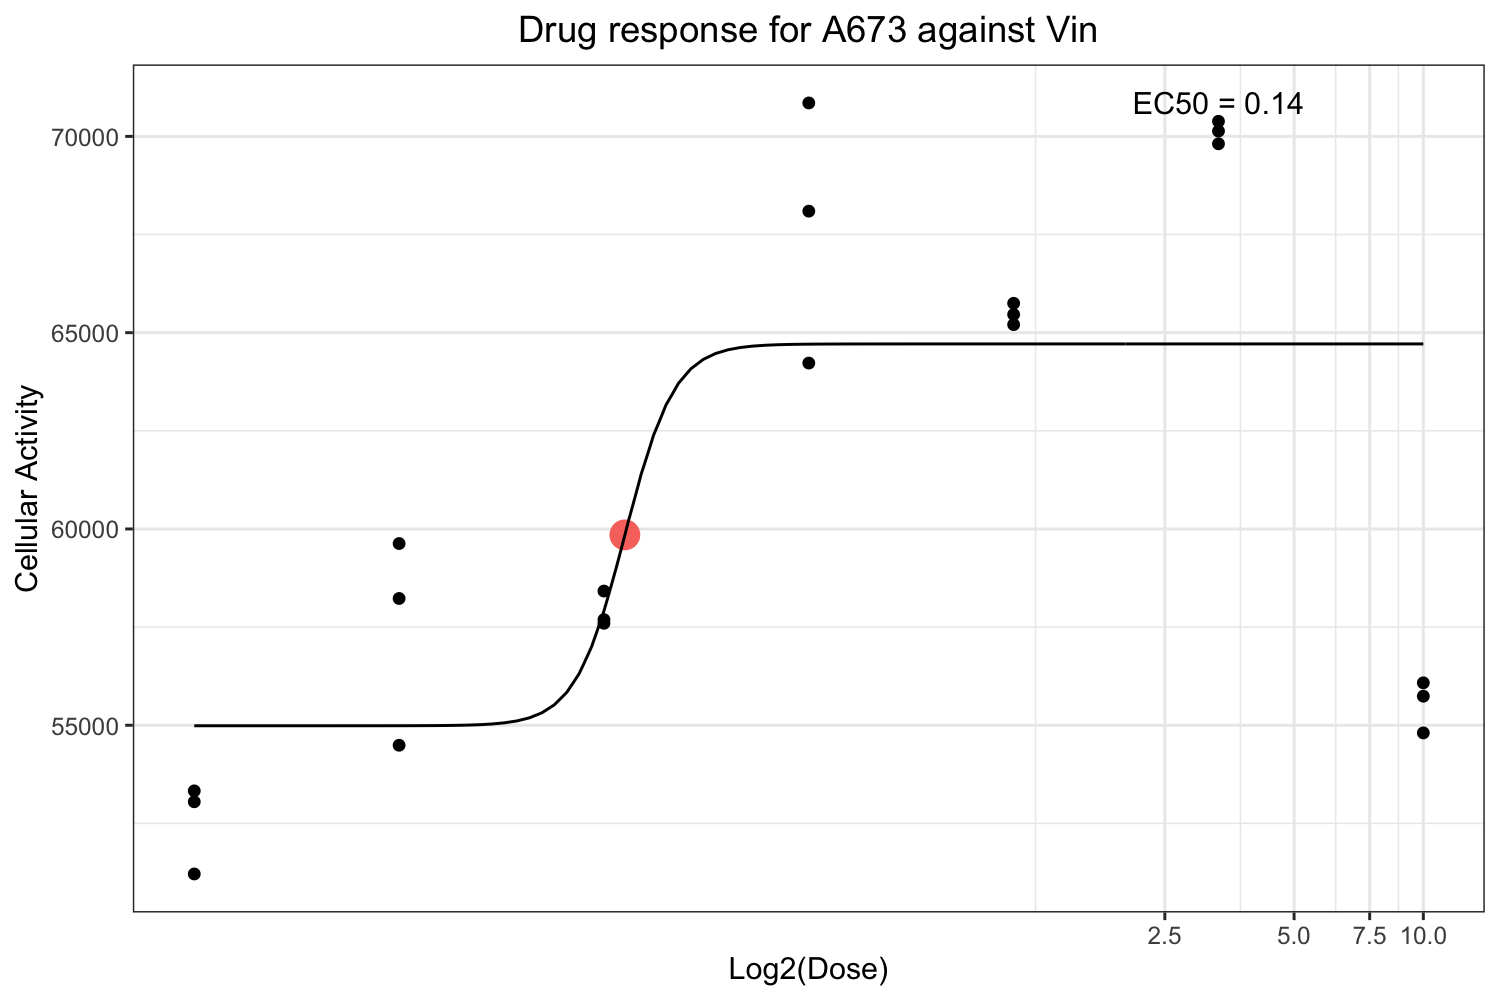 Drug response for A673 against Vin
EC50 = 0.14
70000
65000
60000
55000
Cellular Activity
2.5 5.0 7.5 10.0
Log2(Dose)